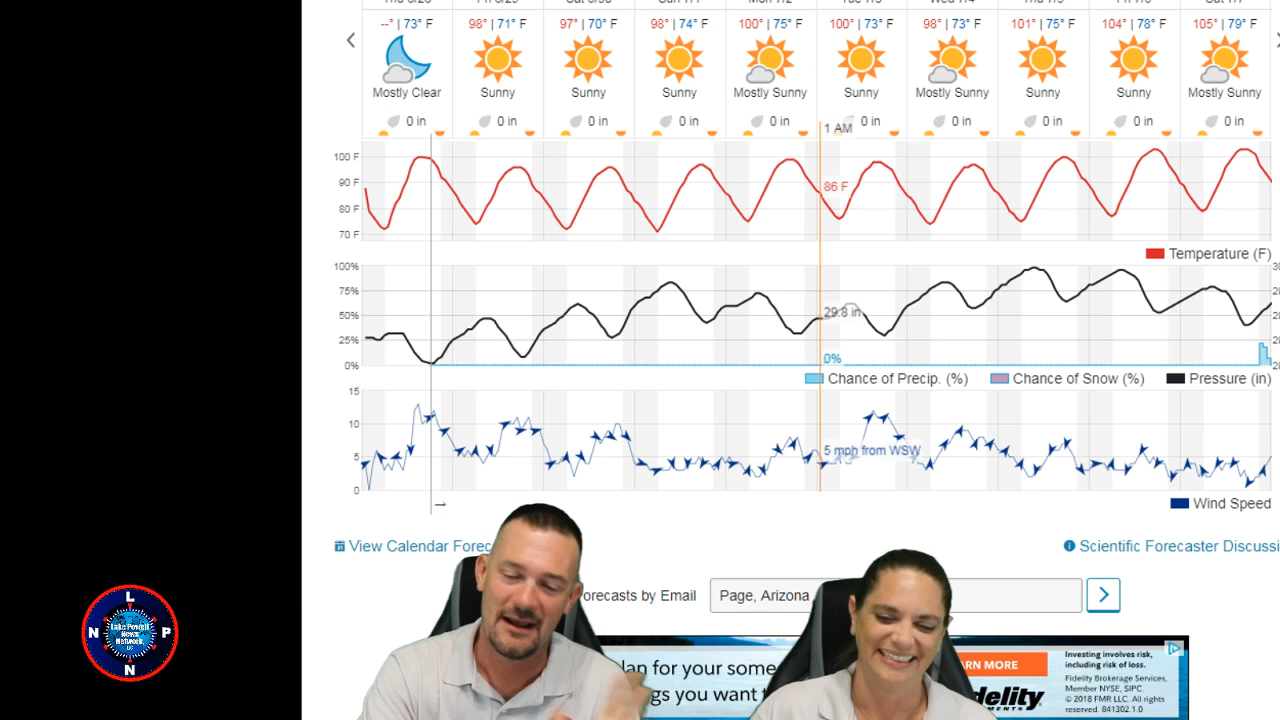 --° | 73° F 98° | 71° F 97° | 70° F 98° | 74° F 100° | 75° F 100° | 73° F 98° | 73° F 101° | 75° F 104° | 78° F 105° | 79° F
Mostly Clear Sunny Sunny Sunny Mostly Sunny Sunny Mostly Sunny Sunny Sunny Mostly Sunny
0 in 0 in 0 in 0 in 0 in 0 in 0 in 0 in 0 in 0 in
1 AM
100 F
90 F
86 F
80 F
70 F
Temperature (F)
100%
75%
50%
29.8 in
25%
0%
0%
Chance of Precip. (%) Chance of Snow (%) Pressure (in)
15
10
5
5 mph from WSW
0
Wind Speed
View Calendar Forec
Scientific Forecaster Discussi
orecasts by Email
Page, Arizona
L
N P
N
Lake Powell
News
Network
LLC
lan for your some
ngs you want t
ARN MORE
delity
Investing involves risk,
including risk of loss.
Fidelity Brokerage Services,
Member NYSE, SIPC.
© 2018 FMR LLC. All rights
reserved. 841302.1.0